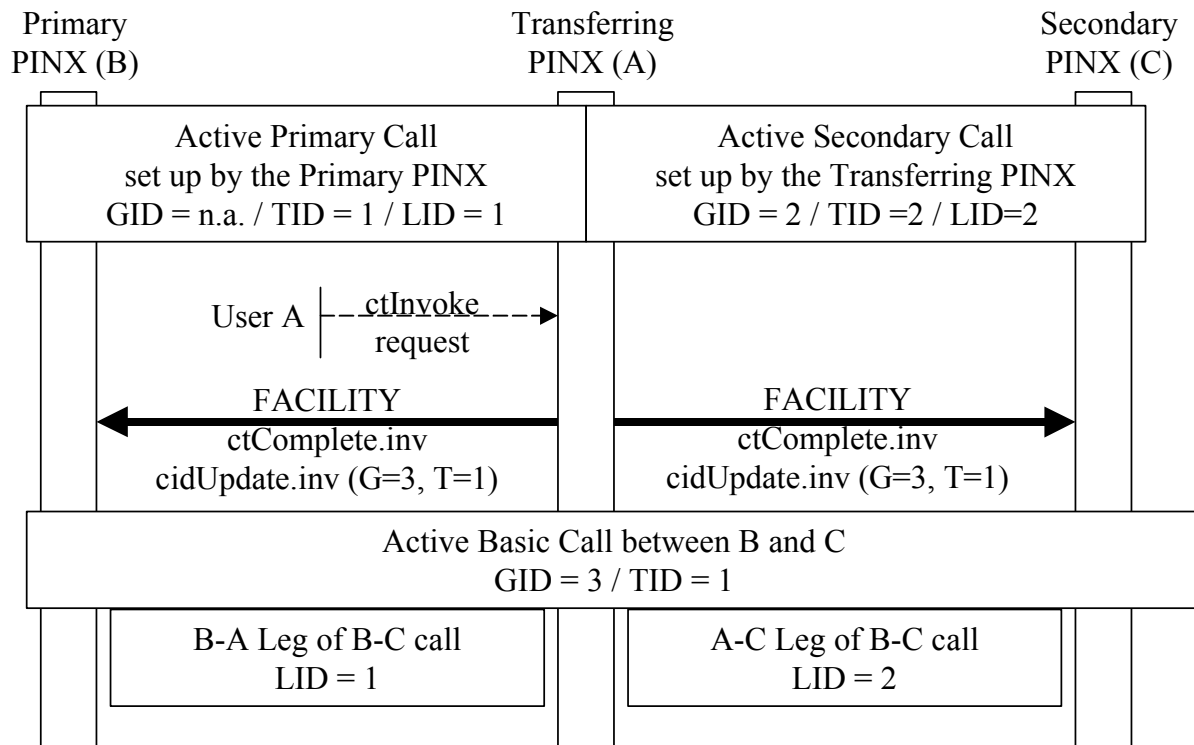 Primary
PINX (B)
Transferring
PINX (A)
Secondary
PINX (C)
Active Primary Call
set up by the Primary PINX
GID = n.a. / TID = 1 / LID = 1
Active Secondary Call
set up by the Transferring PINX
GID = 2 / TID =2 / LID=2
User A
ctInvoke
request
FACILITY
ctComplete.inv
cidUpdate.inv (G=3, T=1)
FACILITY
ctComplete.inv
cidUpdate.inv (G=3, T=1)
Active Basic Call between B and C
GID = 3 / TID = 1
B-A Leg of B-C call
LID = 1
A-C Leg of B-C call
LID = 2